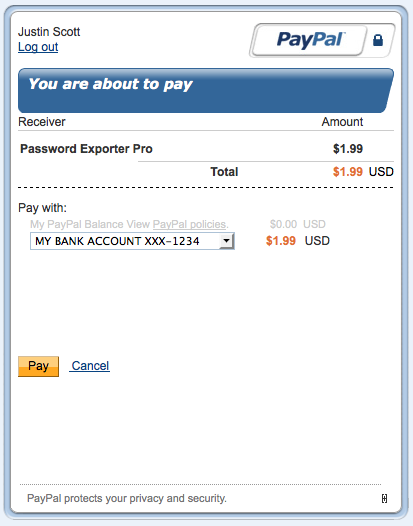 Justin Scott
Log out
PayPal
You are about to pay
Receiver Amount
Password Exporter Pro $1.99
Total $1.99 USD
Pay with:
My PayPal Balance View PayPal policies. $0.00 USD
MY BANK ACCOUNT XXX-1234 $1.99 USD
Pay Cancel
PayPal protects your privacy and security.